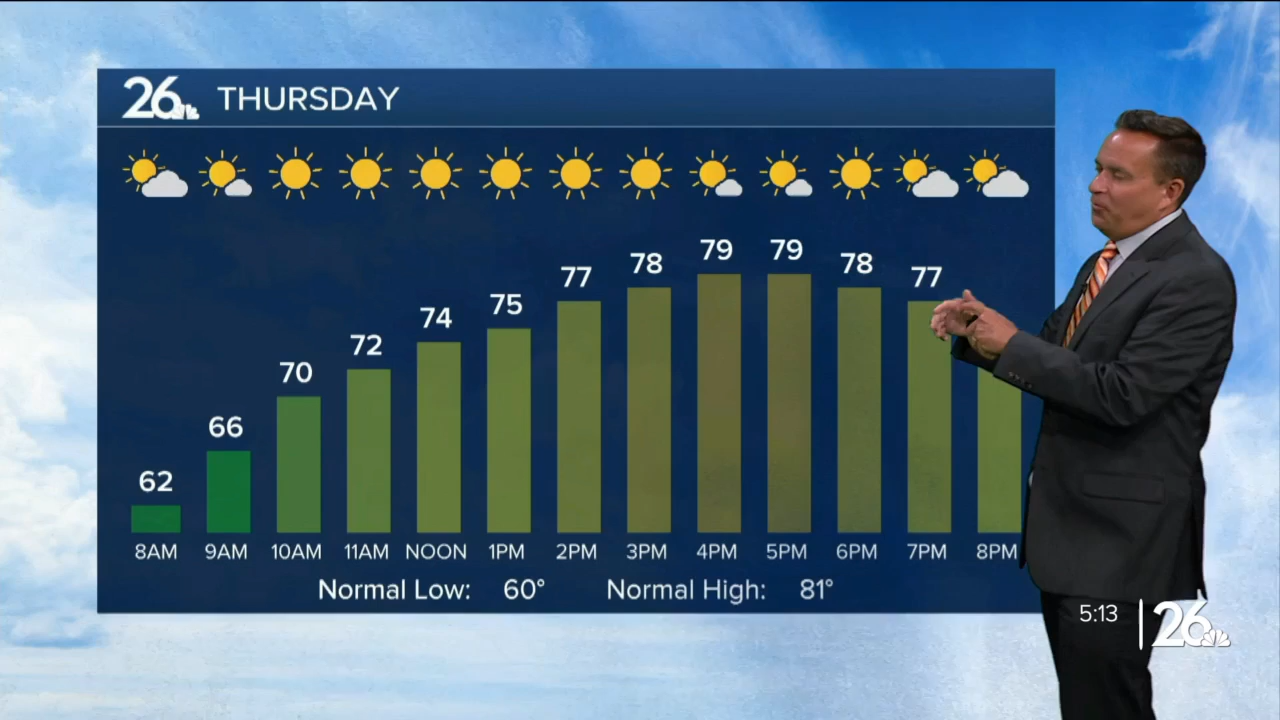 26 THURSDAY
62 66 70 72 74 75 77 78 79 79 78 77
8AM 9AM 10AM 11AM NOON 1PM 2PM 3PM 4PM 5PM 6PM 7PM 8PM
Normal Low: 60° Normal High: 81°
5:13 26